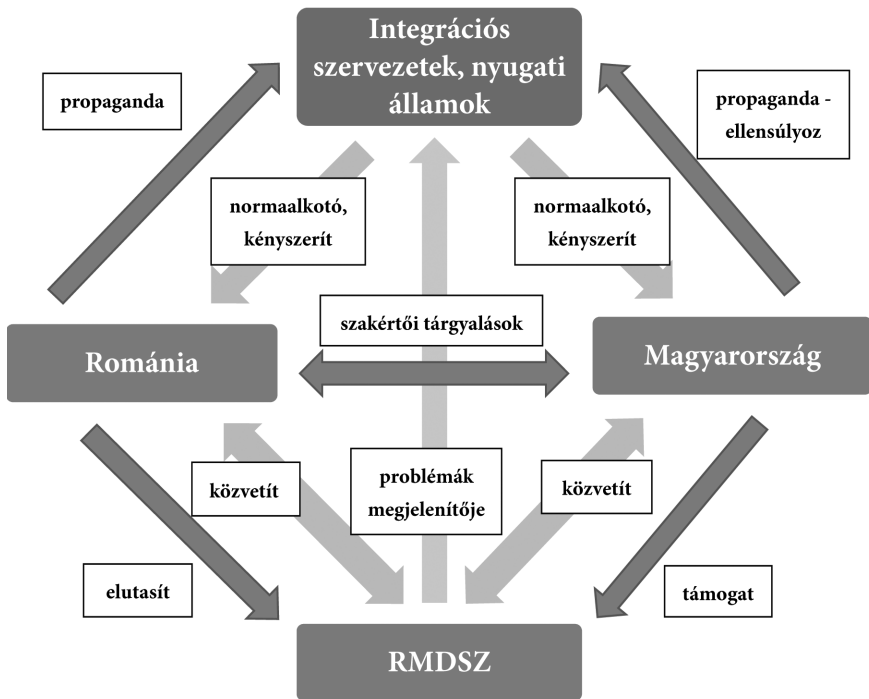 Integrációs
szervezetek, nyugati
államok
propaganda
propaganda -
ellensúlyoz
normaalkotó,
kényszerít
normaalkotó,
kényszerít
szakértői tárgyalások
Románia
Magyarország
közvetít
problémák
megjelenítője
közvetít
elutasít
támogat
RMDSZ